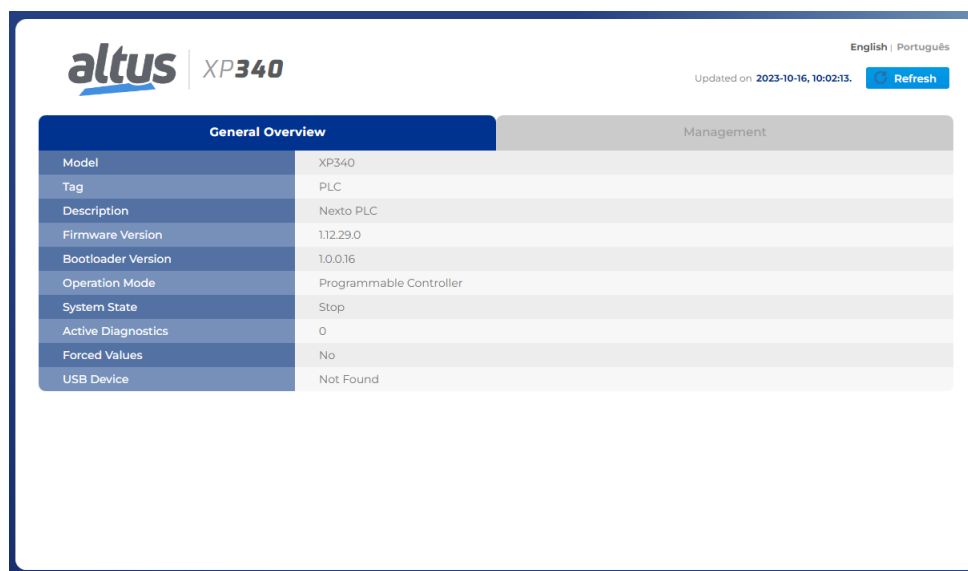 altus XP340
English | Português
Updated on 2023-10-16, 10:02:13. Refresh
General Overview Management
Model XP340
Tag PLC
Description Nexto PLC
Firmware Version 1.12.29.0
Bootloader Version 1.0.0.16
Operation Mode Programmable Controller
System State Stop
Active Diagnostics 0
Forced Values No
USB Device Not Found